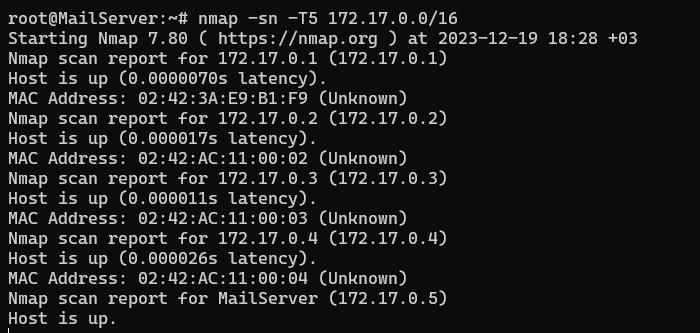 root@MailServer:~# nmap -sn -T5 172.17.0.0/16
Starting Nmap 7.80 ( https://nmap.org ) at 2023-12-19 18:28 +03
Nmap scan report for 172.17.0.1 (172.17.0.1)
Host is up (0.0000070s latency).
MAC Address: 02:42:3A:E9:B1:F9 (Unknown)
Nmap scan report for 172.17.0.2 (172.17.0.2)
Host is up (0.000017s latency).
MAC Address: 02:42:AC:11:00:02 (Unknown)
Nmap scan report for 172.17.0.3 (172.17.0.3)
Host is up (0.000011s latency).
MAC Address: 02:42:AC:11:00:03 (Unknown)
Nmap scan report for 172.17.0.4 (172.17.0.4)
Host is up (0.000026s latency).
MAC Address: 02:42:AC:11:00:04 (Unknown)
Nmap scan report for MailServer (172.17.0.5)
Host is up.